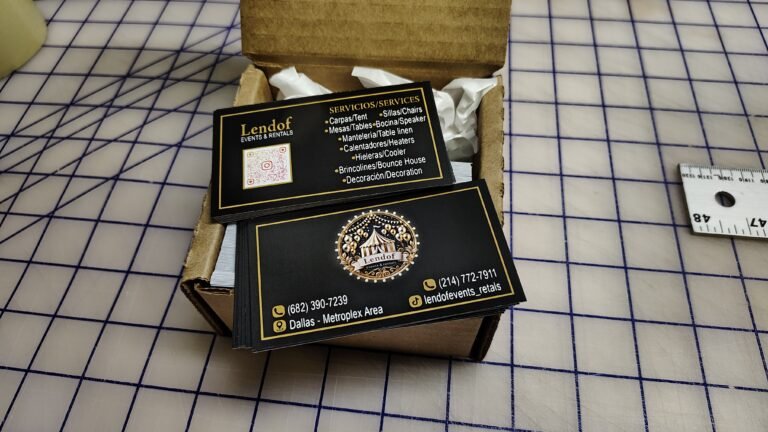 Lendof
EVENTS & RENTALS
SERVICIOS/SERVICES
•Carpas/Tent •Sillas/Chairs
•Mesas/Tables •Bocina/Speaker
•Mantelería/Table linen
•Calentadores/Heaters
•Hieleras/Cooler
•Brincolines/Bounce House
•Decoración/Decoration
Lendof
(682) 390-7239
(214) 772-7911
Dallas - Metroplex Area
lendofevents_retals
48
47